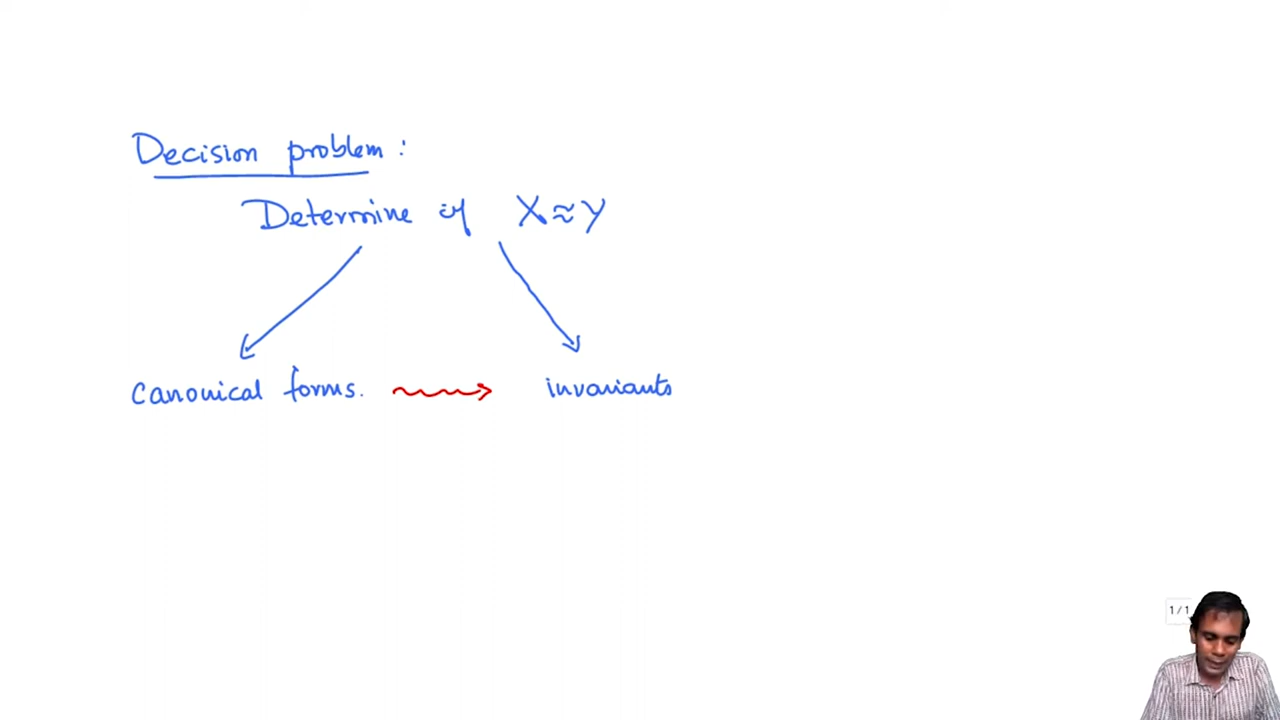 Decision problem:
Determine if X≈Y
canonical forms. invariants
1/1